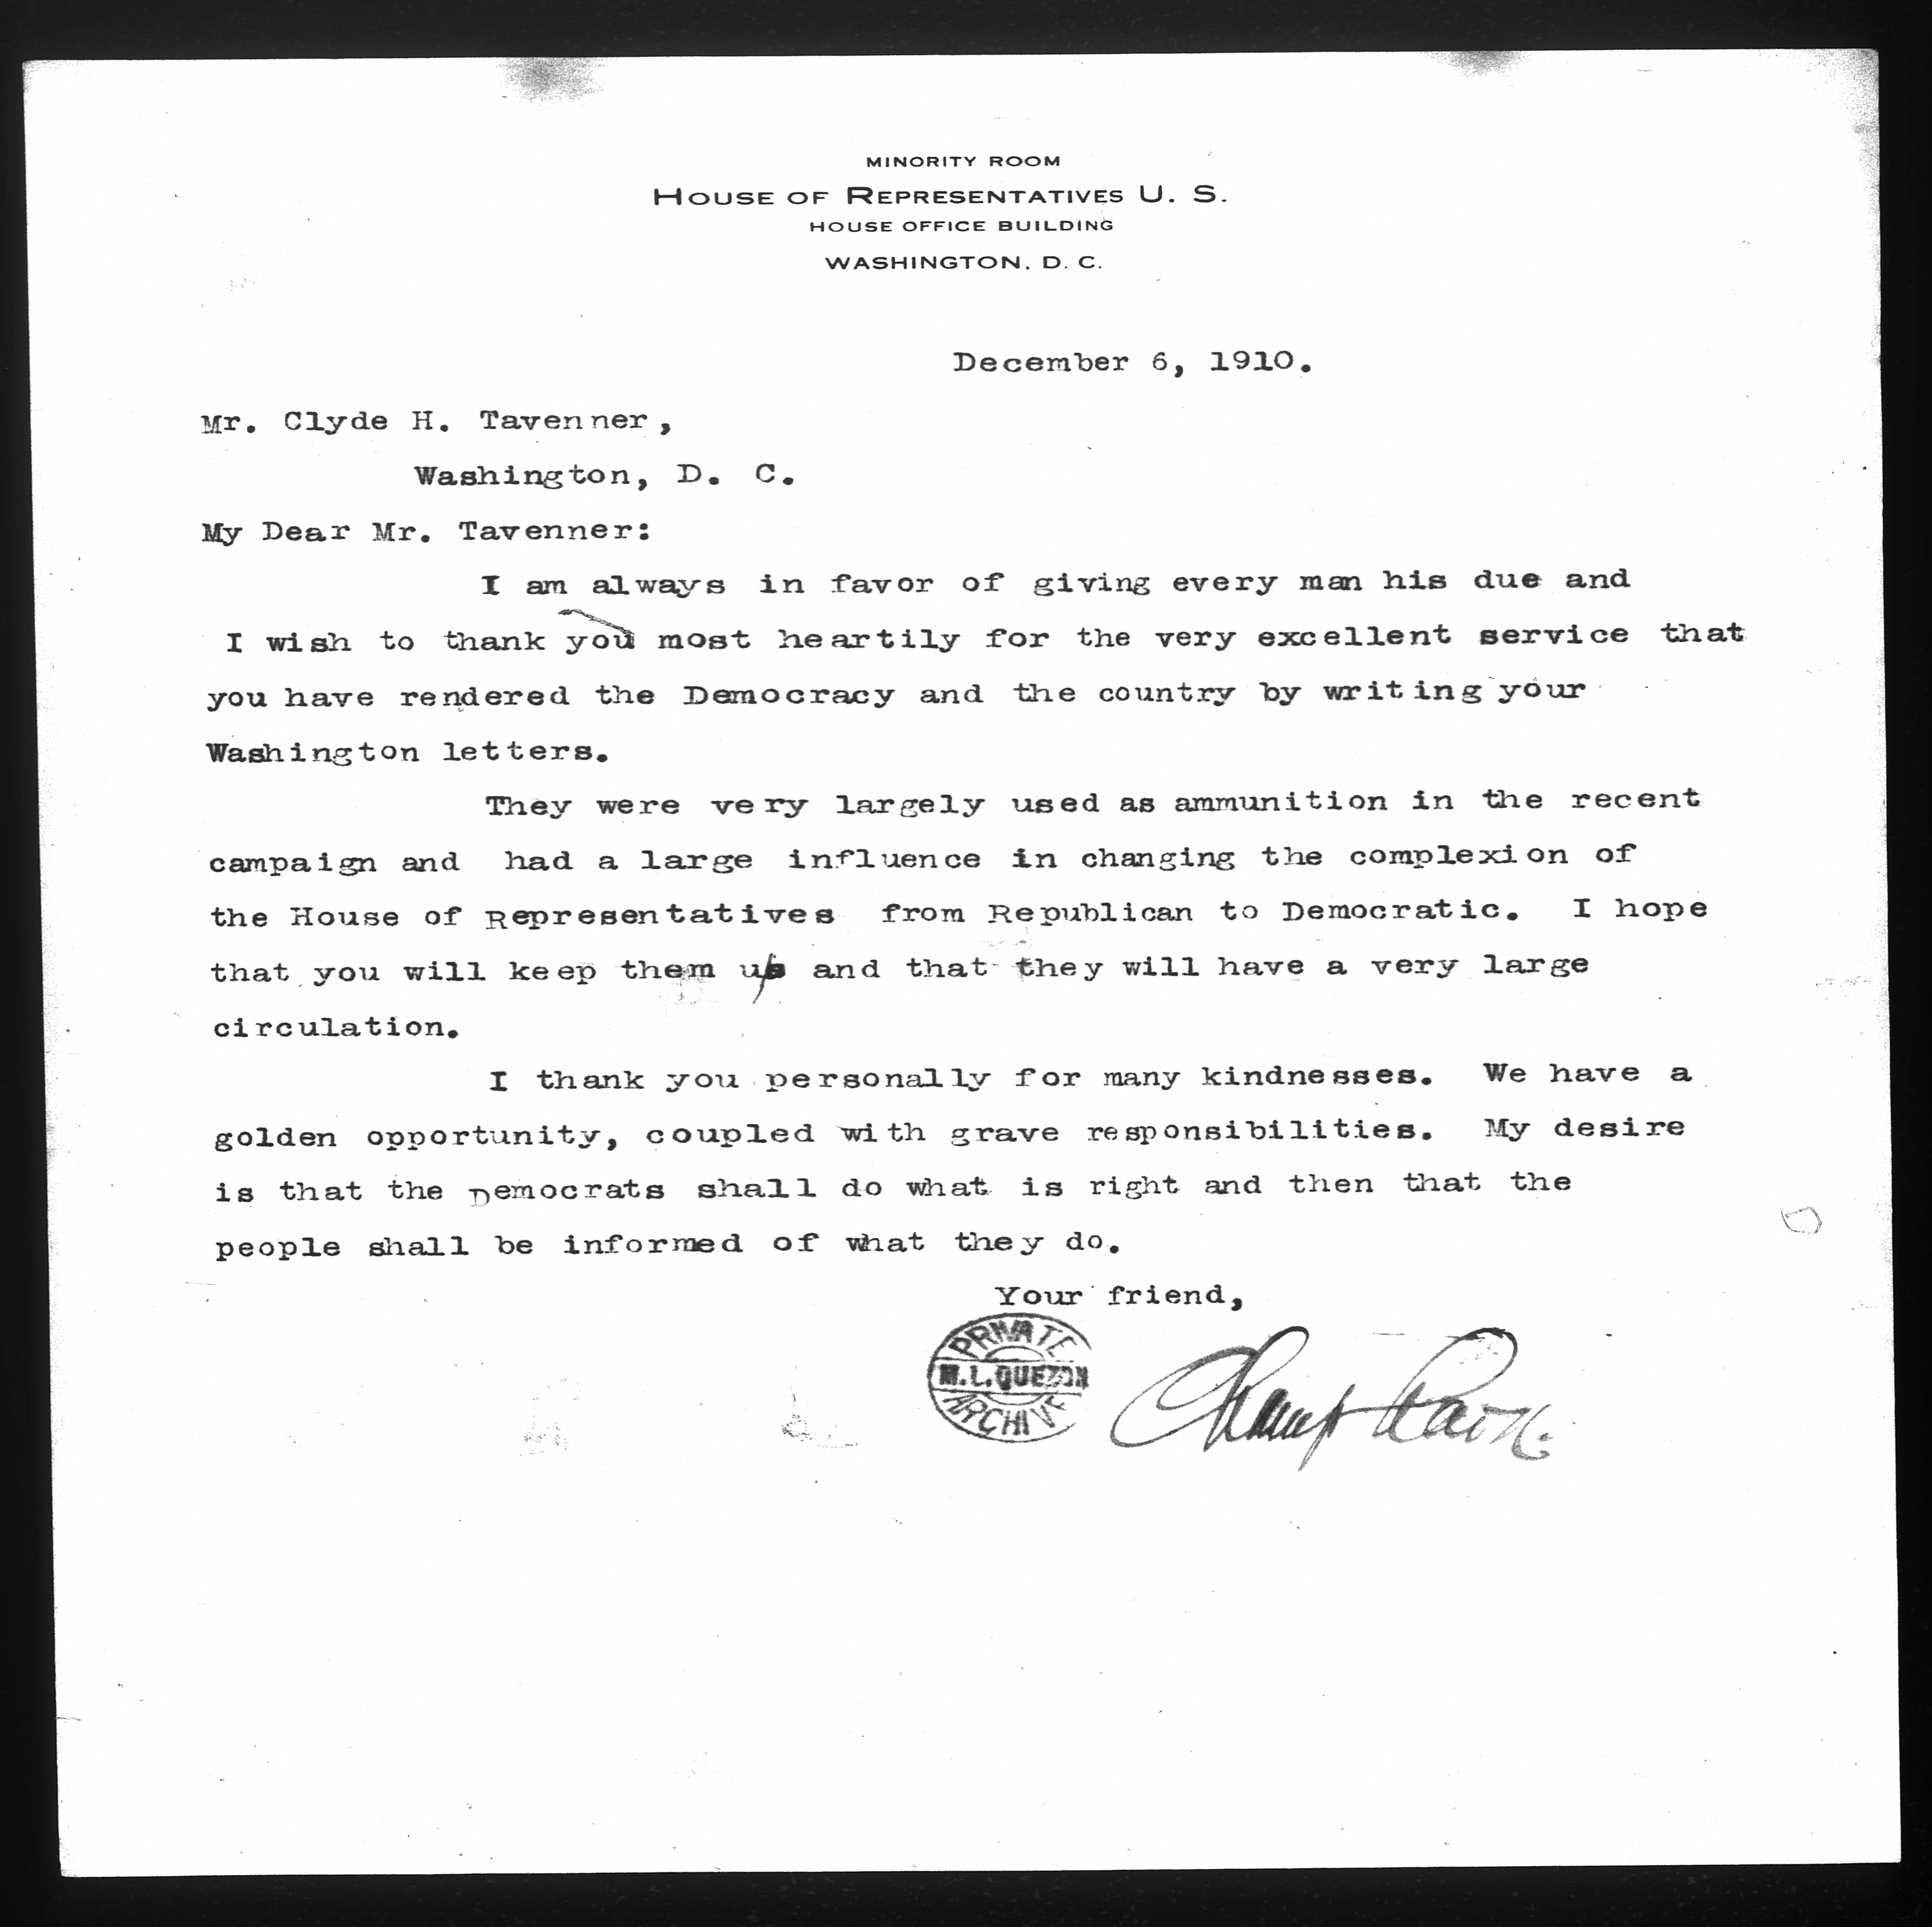 MINORITY ROOM
HOUSE OF REPRESENTATIVES U. S.
HOUSE OFFICE BUILDING
WASHINGTON, D. C.
December 6, 1910.
Mr. Clyde H. Tavenner,
Washington, D. C.
My Dear Mr. Tavenner:
I am always in favor of giving every man his due and
I wish to thank you most heartily for the very excellent service that
you have rendered the Democracy and the country by writing your
Washington letters.
They were very largely used as ammunition in the recent
campaign and had a large influence in changing the complexion of
the House of Representatives from Republican to Democratic. I hope
that you will keep them up and that they will have a very large
circulation.
I thank you personally for many kindnesses. We have a
golden opportunity, coupled with grave responsibilities. My desire
is that the Democrats shall do what is right and then that the
people shall be informed of what they do.
Your friend,
PRIVATE
M.L.QUEZON
ARCHIVE
Champ Clark.